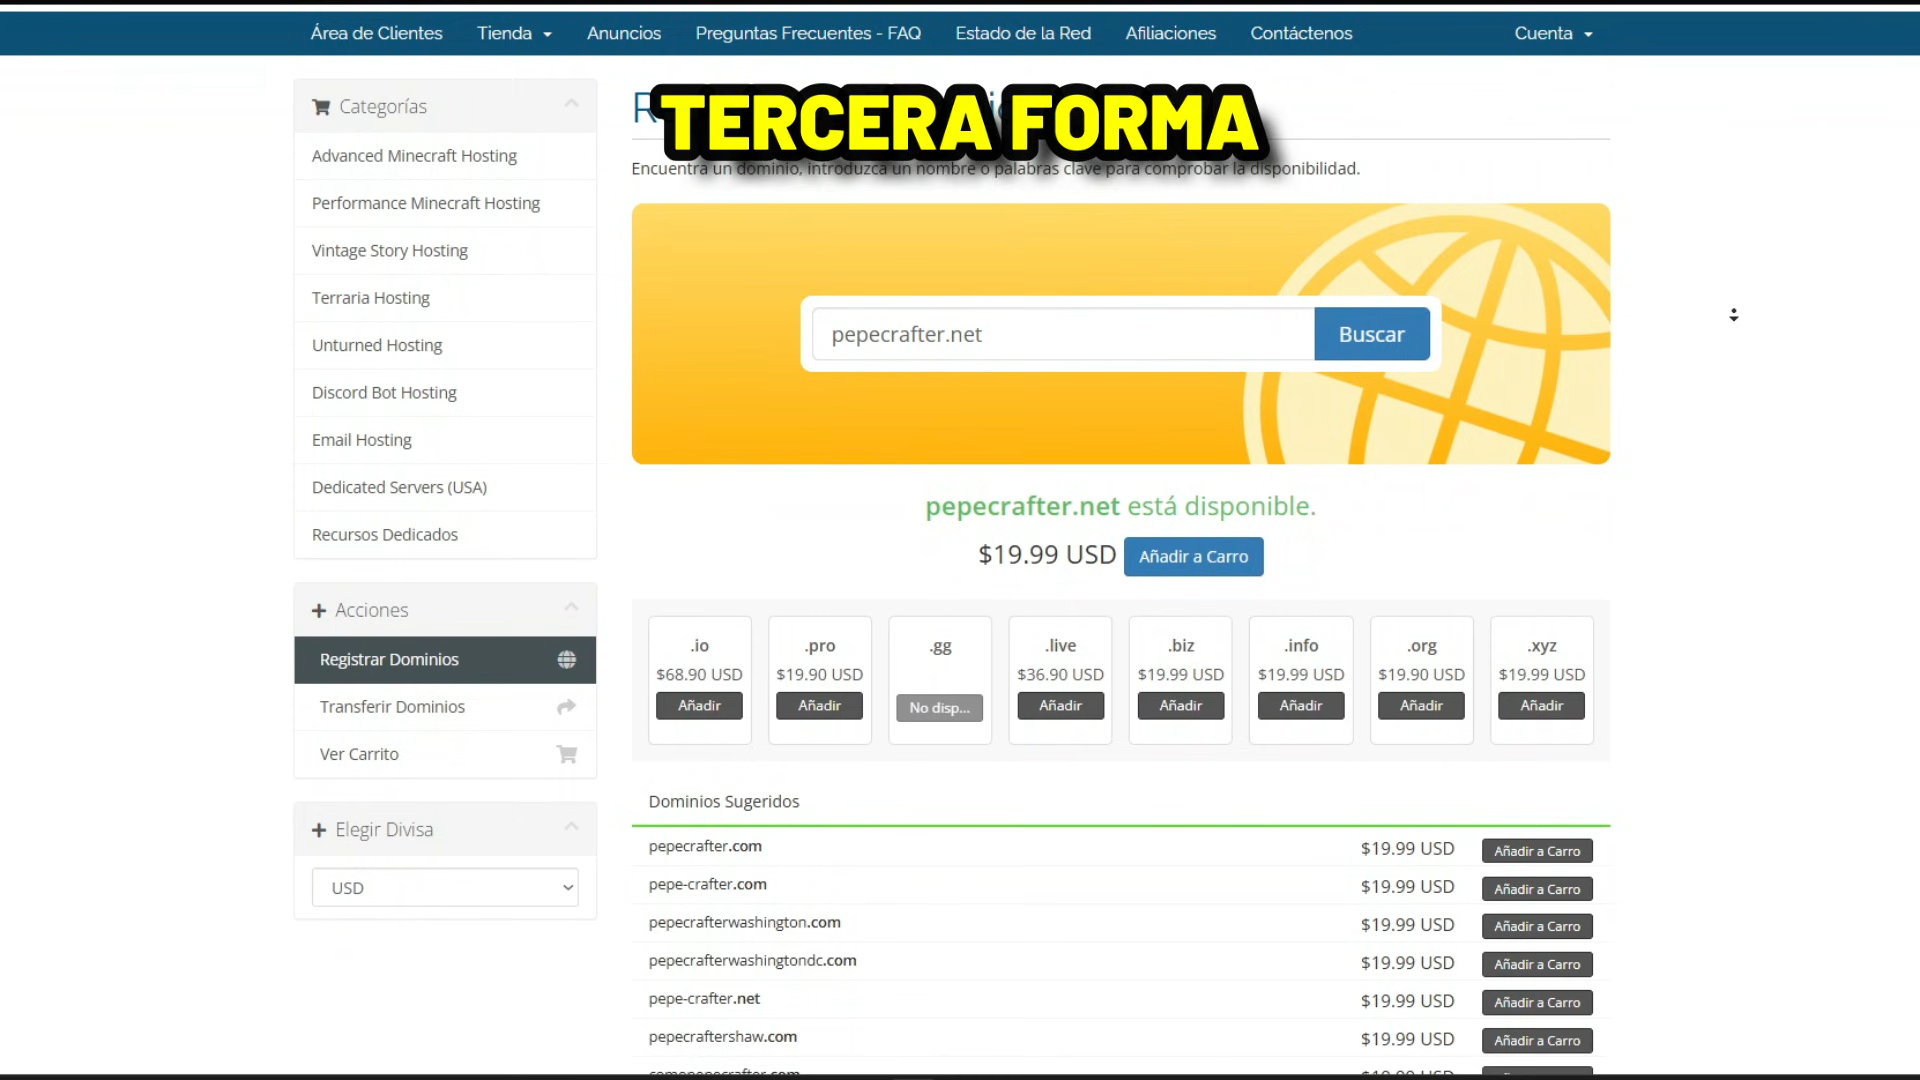 Área de Clientes
Tienda
Anuncios
Preguntas Frecuentes - FAQ
Estado de la Red
Afiliaciones
Contáctenos
Cuenta
Categorías
Advanced Minecraft Hosting
Performance Minecraft Hosting
Vintage Story Hosting
Terraria Hosting
Unturned Hosting
Discord Bot Hosting
Email Hosting
Dedicated Servers (USA)
Recursos Dedicados
Acciones
Registrar Dominios
Transferir Dominios
Ver Carrito
Elegir Divisa
USD
TERCERA FORMA
Encuentra un dominio, introduzca un nombre o palabras clave para comprobar la disponibilidad.
pepecrafter.net
Buscar
pepecrafter.net está disponible.
$19.99 USD Añadir a Carro
.io
$68.90 USD
Añadir
.pro
$19.90 USD
Añadir
.gg
No disp...
.live
$36.90 USD
Añadir
.biz
$19.99 USD
Añadir
.info
$19.99 USD
Añadir
.org
$19.90 USD
Añadir
.xyz
$19.99 USD
Añadir
Dominios Sugeridos
pepecrafter.com $19.99 USD Añadir a Carro
pepe-crafter.com $19.99 USD Añadir a Carro
pepecrafterwashington.com $19.99 USD Añadir a Carro
pepecrafterwashingtondc.com $19.99 USD Añadir a Carro
pepe-crafter.net $19.99 USD Añadir a Carro
pepecraftershaw.com $19.99 USD Añadir a Carro